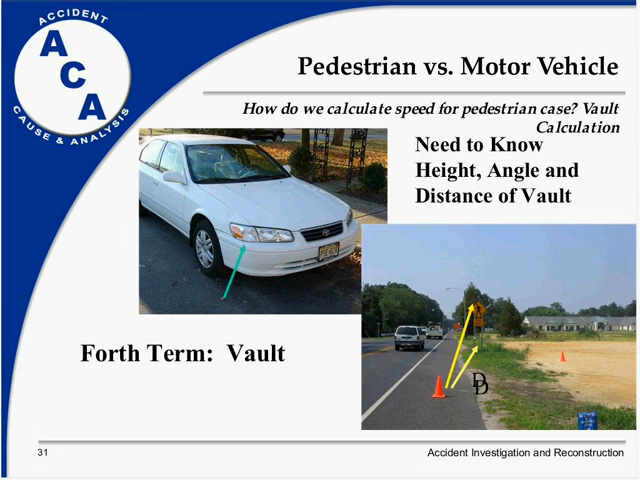 ACCIDENT
A
C
A
CAUSE & ANALYSIS
Pedestrian vs. Motor Vehicle
How do we calculate speed for pedestrian case? Vault
Calculation
Need to Know
Height, Angle and
Distance of Vault
Forth Term: Vault
D
D
31
Accident Investigation and Reconstruction